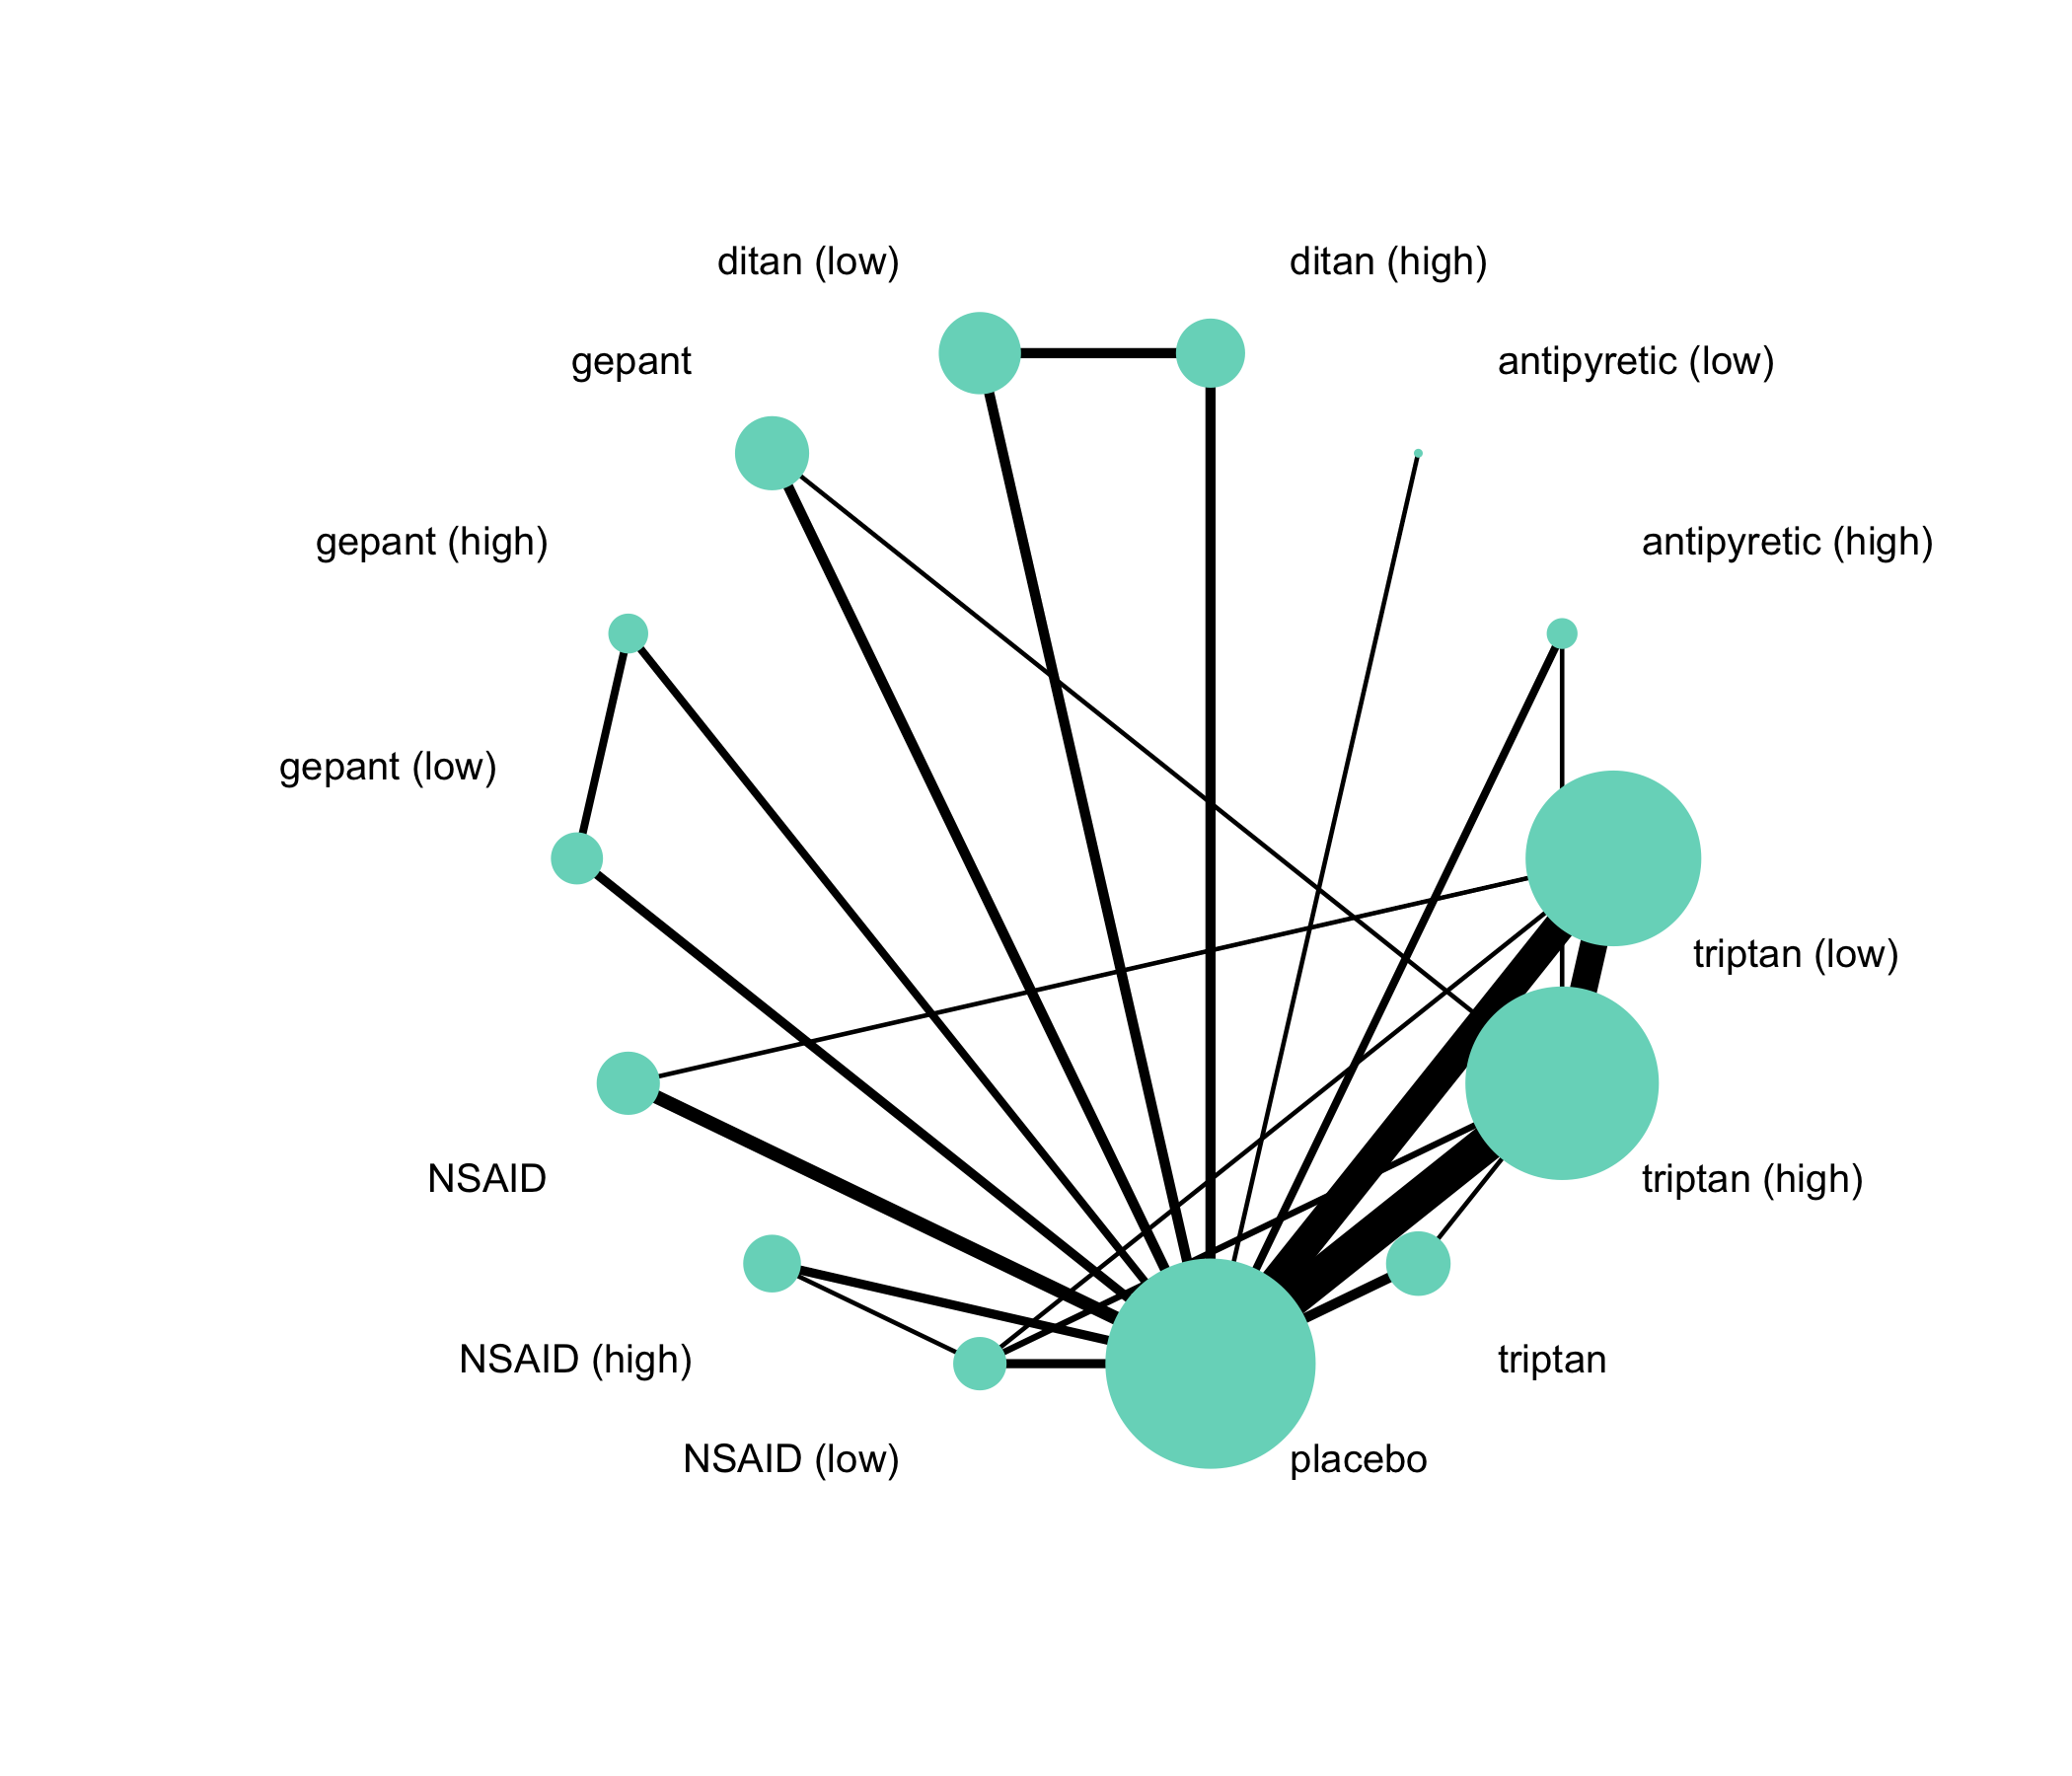 ditan (low)
ditan (high)
gepant
antipyretic (low)
gepant (high)
antipyretic (high)
gepant (low)
triptan (low)
NSAID
triptan (high)
NSAID (high)
triptan
NSAID (low)
placebo